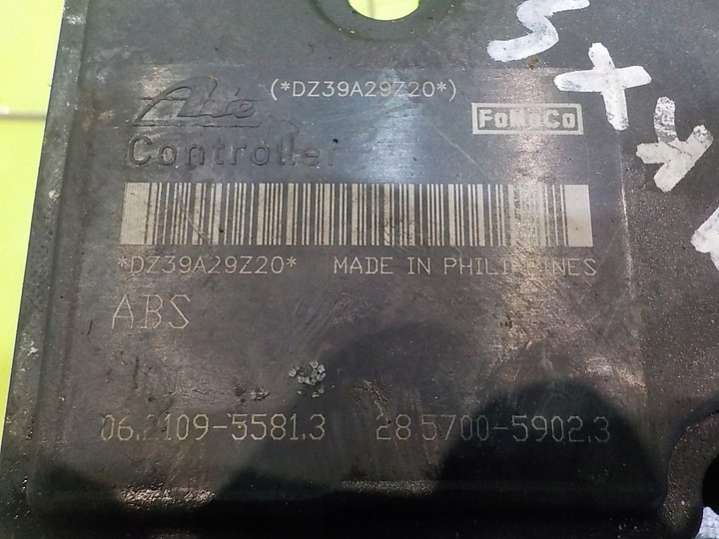 (*DZ39A29Z20*)
Ate
FoMoCo
Controller
*DZ39A29Z20* MADE IN PHILIPPINES
ABS
06.2109-5581.3 28.5700-5902.3